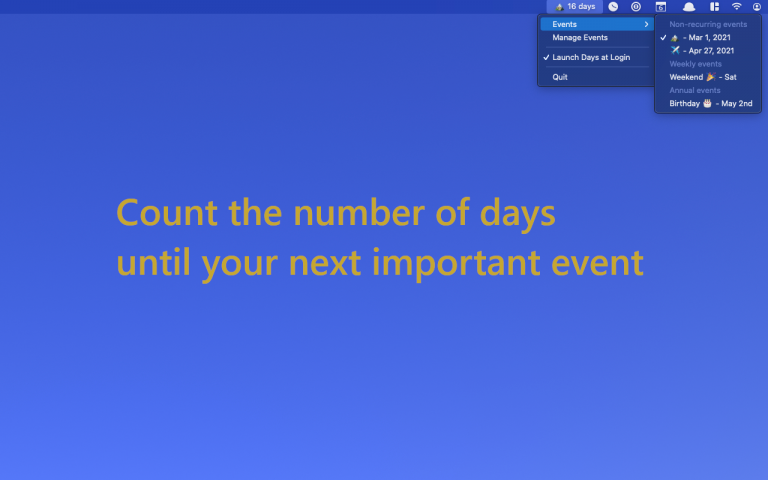 16 days
6
Events
Manage Events
Launch Days at Login
Quit
Non-recurring events
- Mar 1, 2021
- Apr 27, 2021
Weekly events
Weekend 🎉 - Sat
Annual events
Birthday 🎂 - May 2nd
Count the number of days
until your next important event